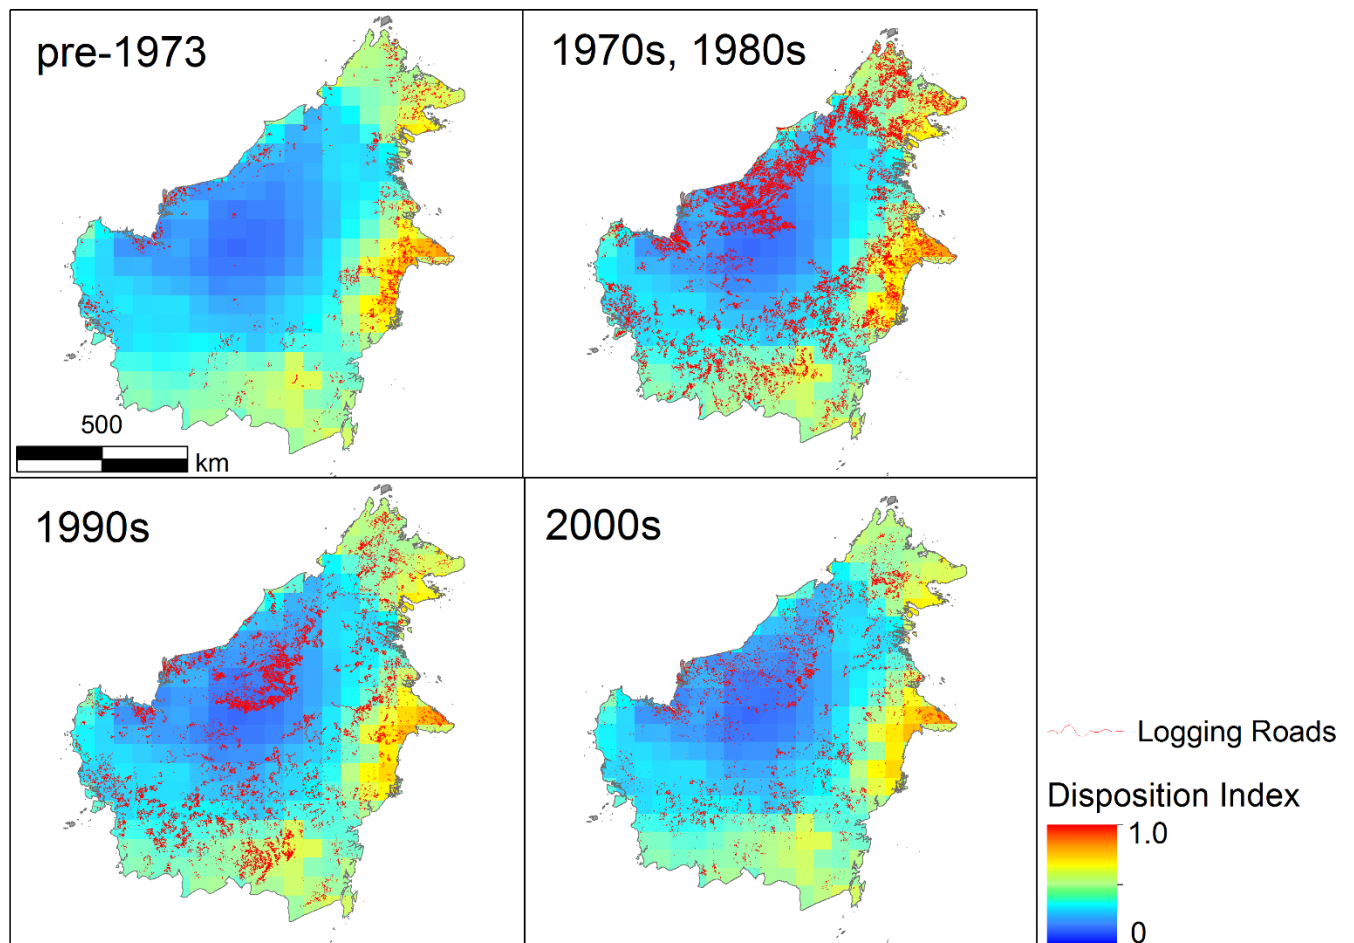 pre-1973
1970s, 1980s
500
km
1990s
2000s
Logging Roads
Disposition Index
1.0
0